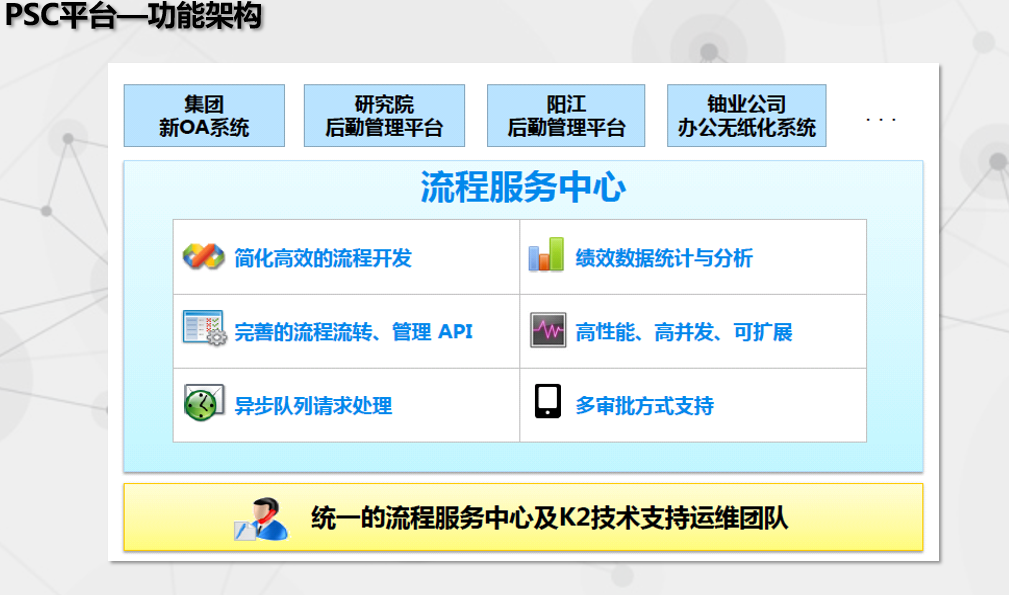 PSC平台—功能架构
集团
新OA系统
研究院
后勤管理平台
阳江
后勤管理平台
铀业公司
办公无纸化系统
...
流程服务中心
简化高效的流程开发
绩效数据统计与分析
完善的流程流转、管理 API
高性能、高并发、可扩展
异步队列请求处理
多审批方式支持
统一的流程服务中心及K2技术支持运维团队